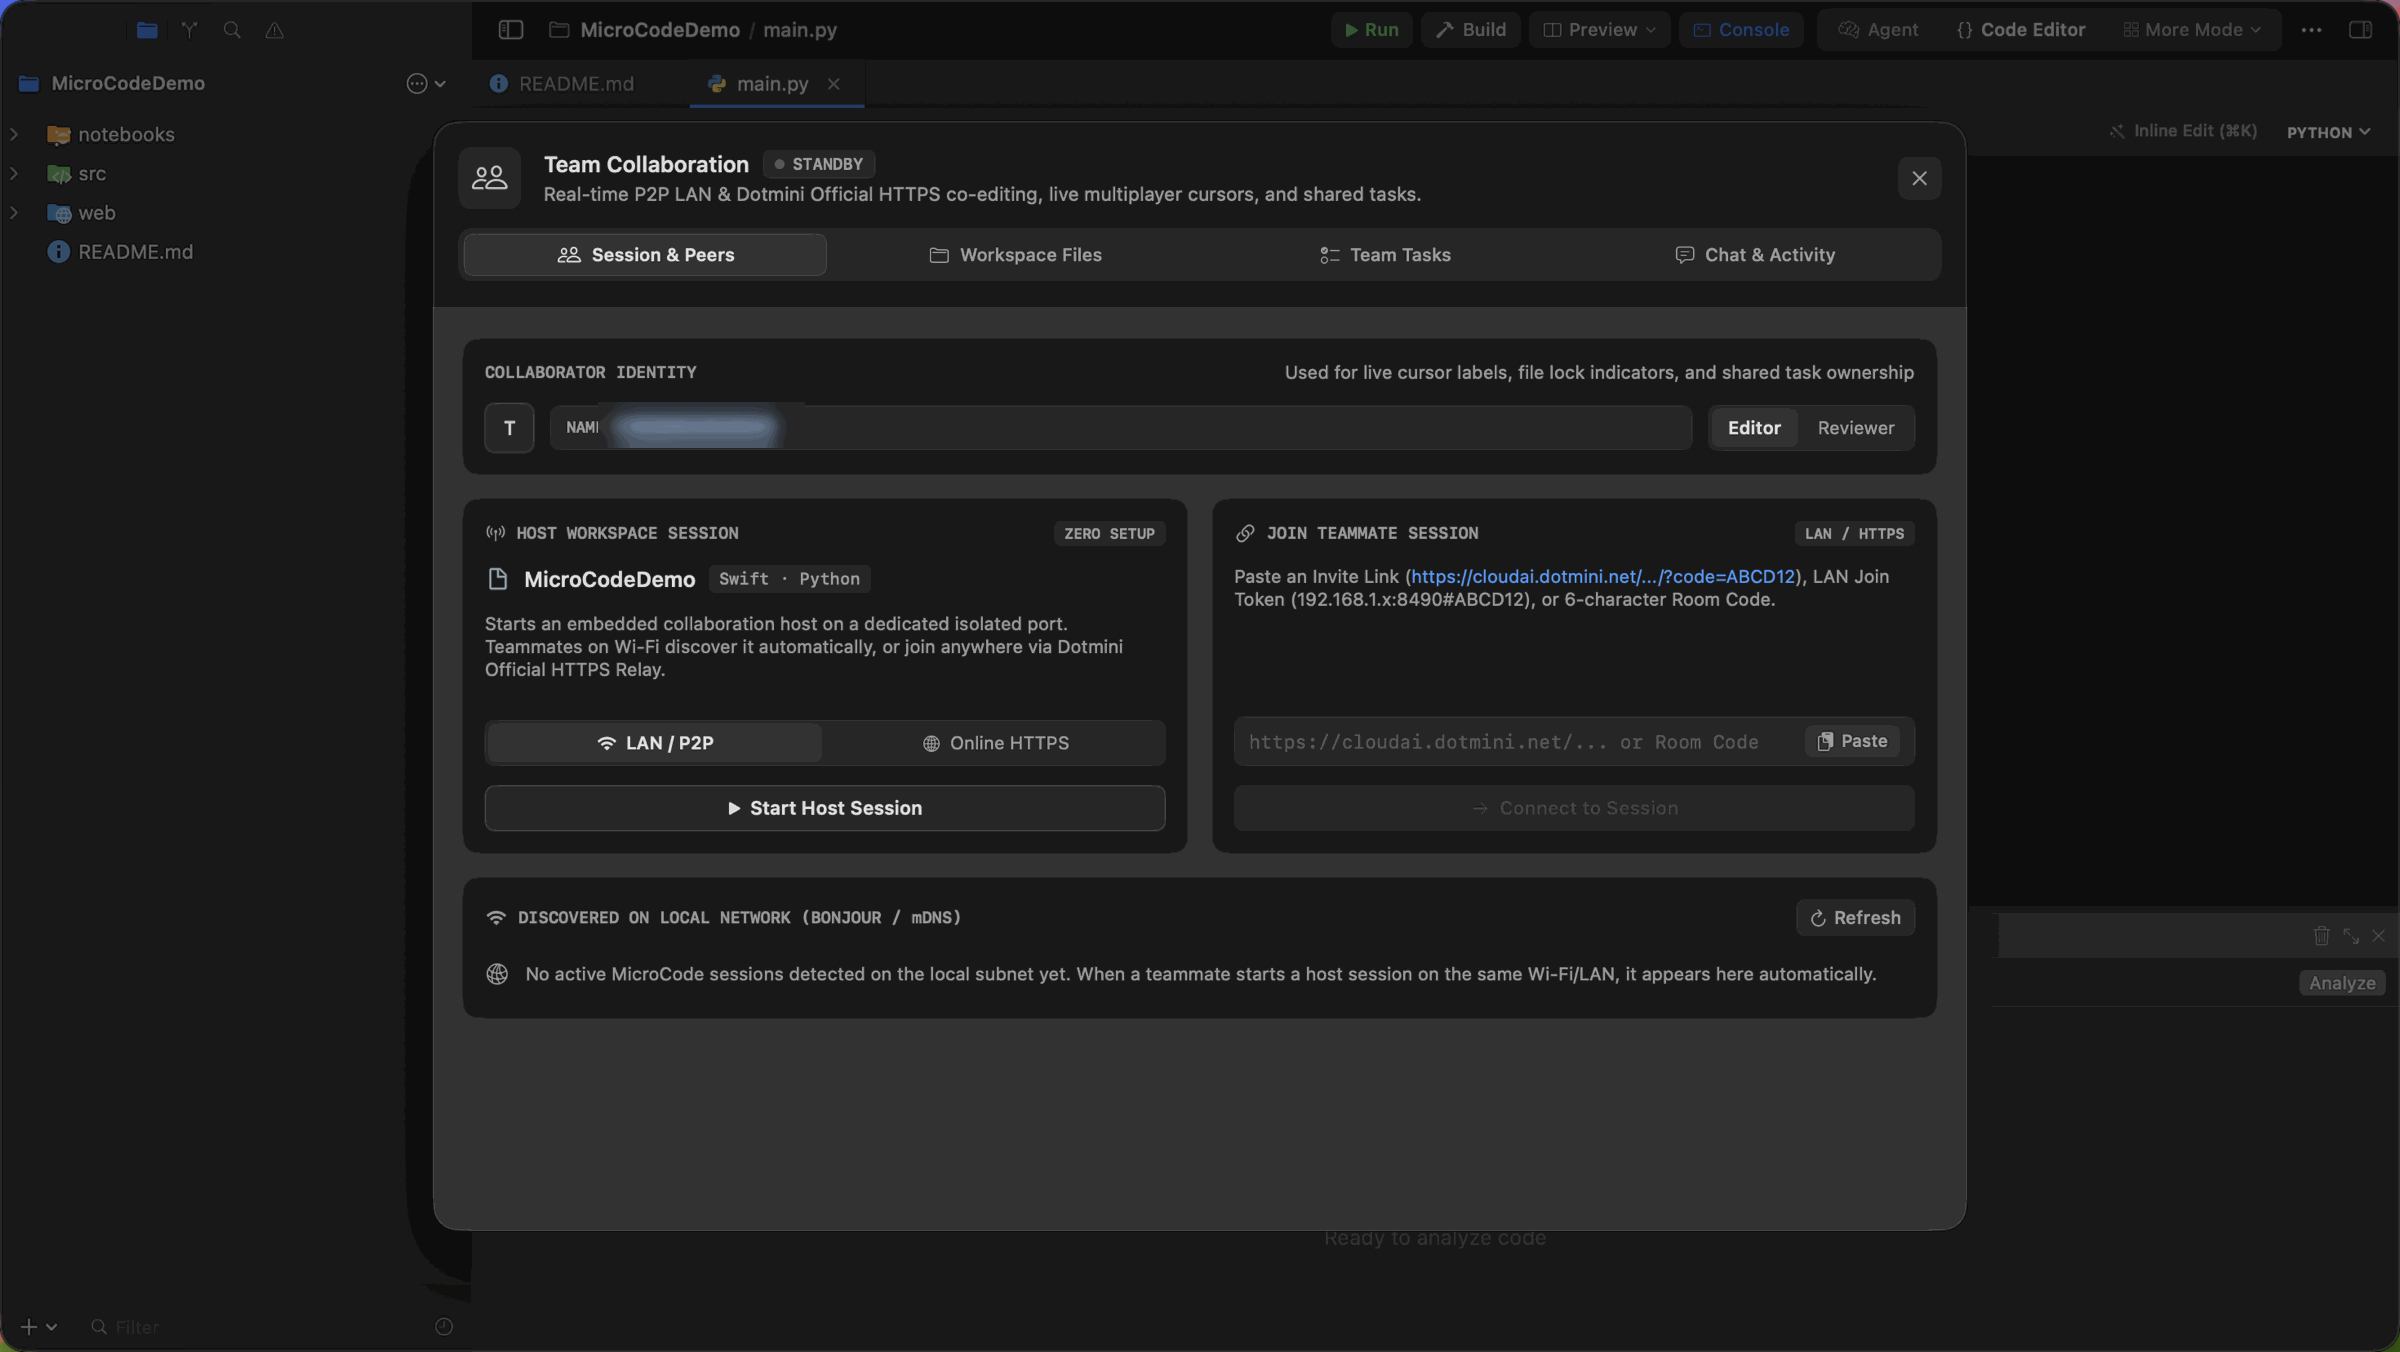 MicroCodeDemo / main.py
Run
Build
Preview
Console
Agent
{} Code Editor
More Mode
MicroCodeDemo
README.md
main.py
notebooks
src
web
README.md
Inline Edit (⌘K)
PYTHON
Team Collaboration
STANDBY
Real-time P2P LAN & Dotmini Official HTTPS co-editing, live multiplayer cursors, and shared tasks.
Session & Peers
Workspace Files
Team Tasks
Chat & Activity
COLLABORATOR IDENTITY
Used for live cursor labels, file lock indicators, and shared task ownership
T
Editor
Reviewer
HOST WORKSPACE SESSION
ZERO SETUP
MicroCodeDemo
Swift · Python
Starts an embedded collaboration host on a dedicated isolated port.
Teammates on Wi-Fi discover it automatically, or join anywhere via Dotmini
Official HTTPS Relay.
LAN / P2P
Online HTTPS
Start Host Session
JOIN TEAMMATE SESSION
LAN / HTTPS
Paste an Invite Link (https://cloudai.dotmini.net/.../?code=ABCD12), LAN Join
Token (192.168.1.x:8490#ABCD12), or 6-character Room Code.
https://cloudai.dotmini.net/... or Room Code
Paste
Connect to Session
DISCOVERED ON LOCAL NETWORK (BONJOUR / mDNS)
Refresh
No active MicroCode sessions detected on the local subnet yet. When a teammate starts a host session on the same Wi-Fi/LAN, it appears here automatically.
Analyze
Ready to analyze code
Filter